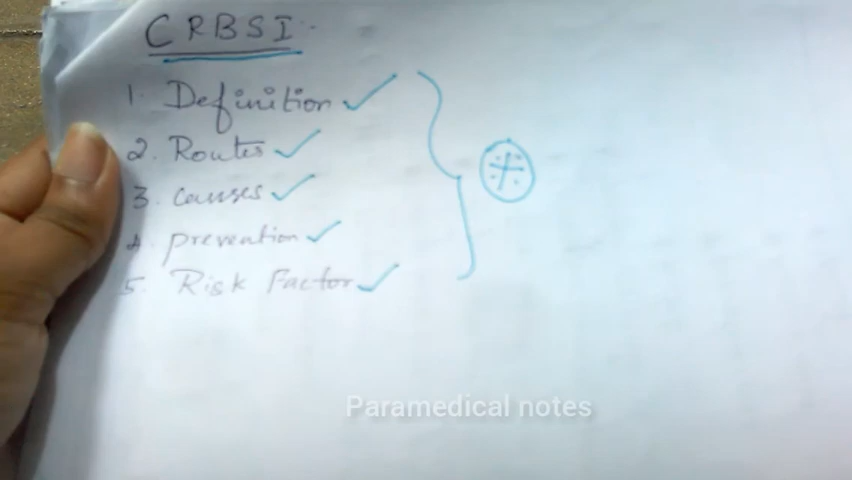 CRBSI:-
1. Definition ✓
2. Routes ✓
3. Causes ✓
4. prevention ✓
5. Risk Factor ✓
Paramedical notes